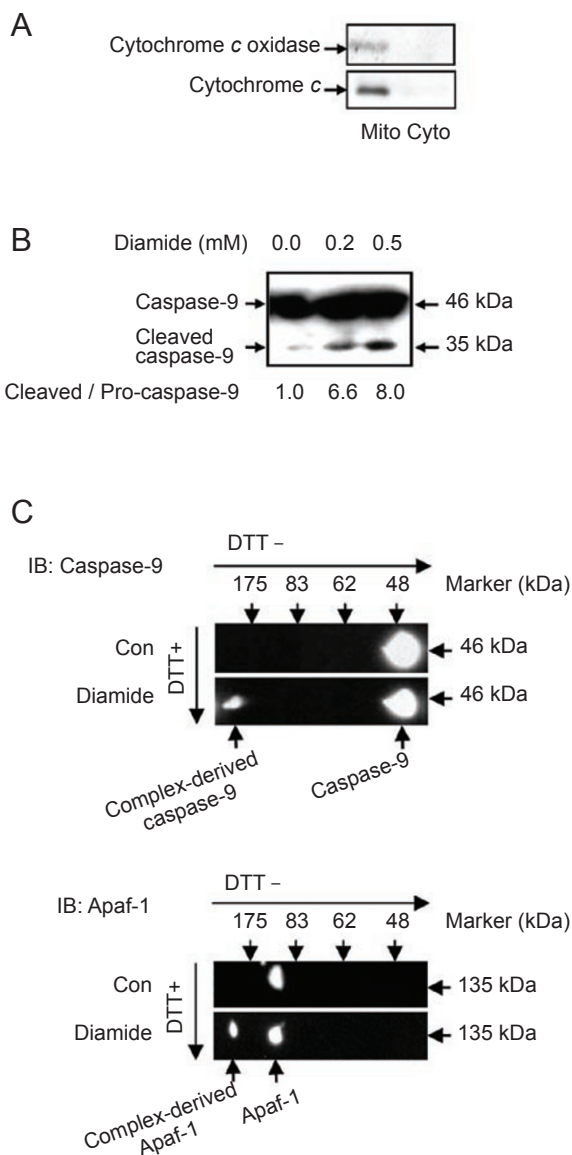 A
Cytochrome c oxidase
Cytochrome c
Mito Cyto
B
Diamide (mM) 0.0 0.2 0.5
Caspase-9 46 kDa
Cleaved
caspase-9 35 kDa
Cleaved / Pro-caspase-9 1.0 6.6 8.0
C
DTT –
IB: Caspase-9
175 83 62 48 Marker (kDa)
Con 46 kDa
DTT+
Diamide 46 kDa
Complex-derived
caspase-9
Caspase-9
DTT –
IB: Apaf-1
175 83 62 48 Marker (kDa)
Con 135 kDa
DTT+
Diamide 135 kDa
Complex-derived
Apaf-1
Apaf-1